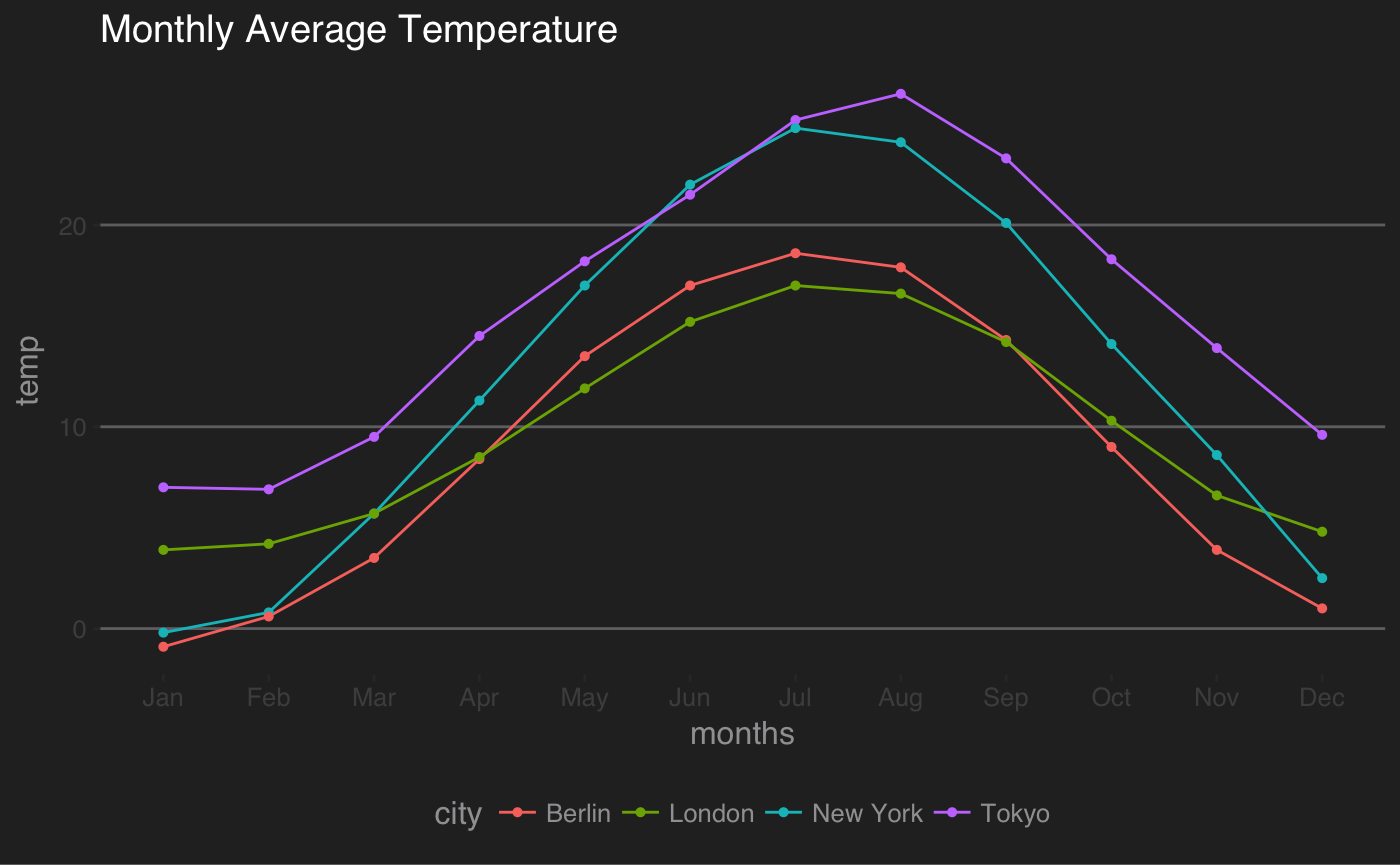 Monthly Average Temperature
20
10
0
temp
Jan Feb Mar Apr May Jun Jul Aug Sep Oct Nov Dec
months
city Berlin London New York Tokyo